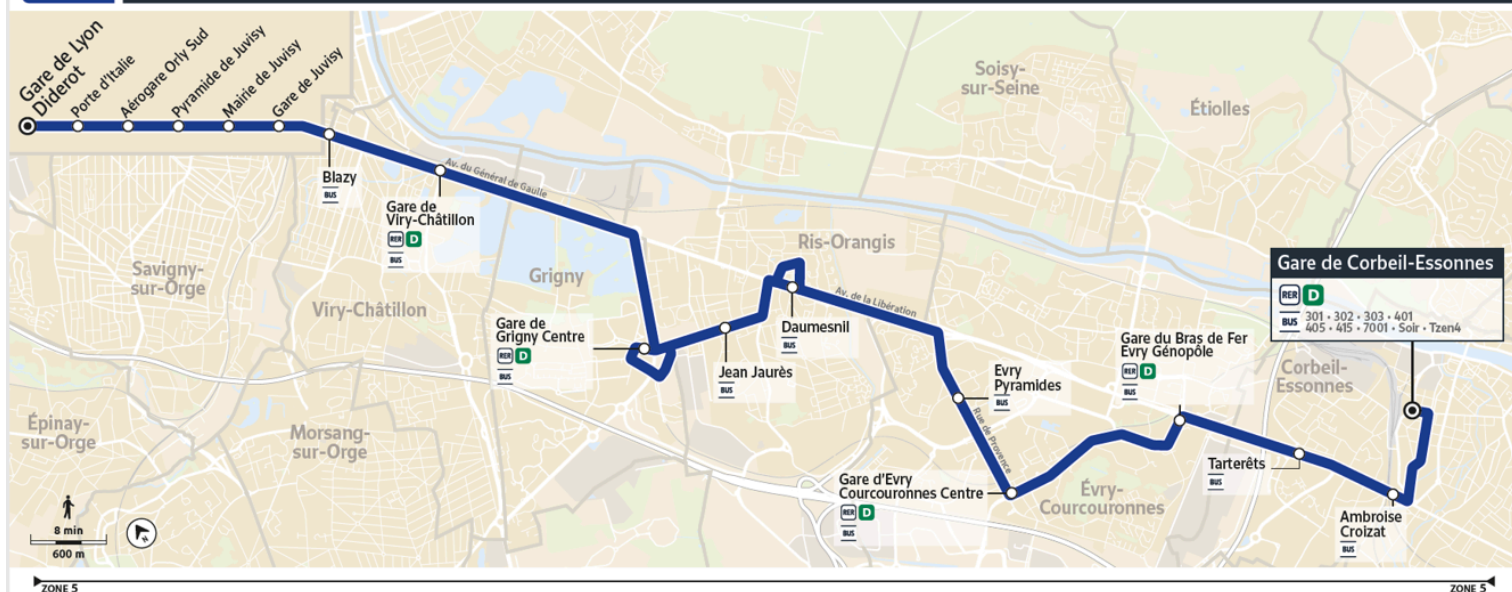 Gare de Lyon
Diderot
Porte d'Italie
Aérogare Orly Sud
Pyramide de Juvisy
Mairie de Juvisy
Gare de Juvisy
Blazy
BUS
Gare de
Viry-Châtillon
RER D
BUS
Av. du Général de Gaulle
Soisy-
sur-Seine
Étiolles
Savigny-
sur-Orge
Viry-Châtillon
Grigny
Ris-Orangis
Gare de
Grigny Centre
RER D
BUS
Jean Jaurès
BUS
Daumesnil
BUS
Av. de la Libération
Evry
Pyramides
BUS
Rue de Provence
Gare du Bras de Fer
Evry Génopôle
RER D
BUS
Gare de Corbeil-Essonnes
RER D
BUS 301 • 302 • 303 • 401
405 • 415 • 7001 • Soir • Tzen4
Corbeil-
Essonnes
Épinay-
sur-Orge
Morsang-
sur-Orge
Gare d'Evry
Courcouronnes Centre
RER D
BUS
Évry-
Courcouronnes
Tarterêts
BUS
Ambroise
Croizat
BUS
8 min
600 m
ZONE 5
ZONE 5